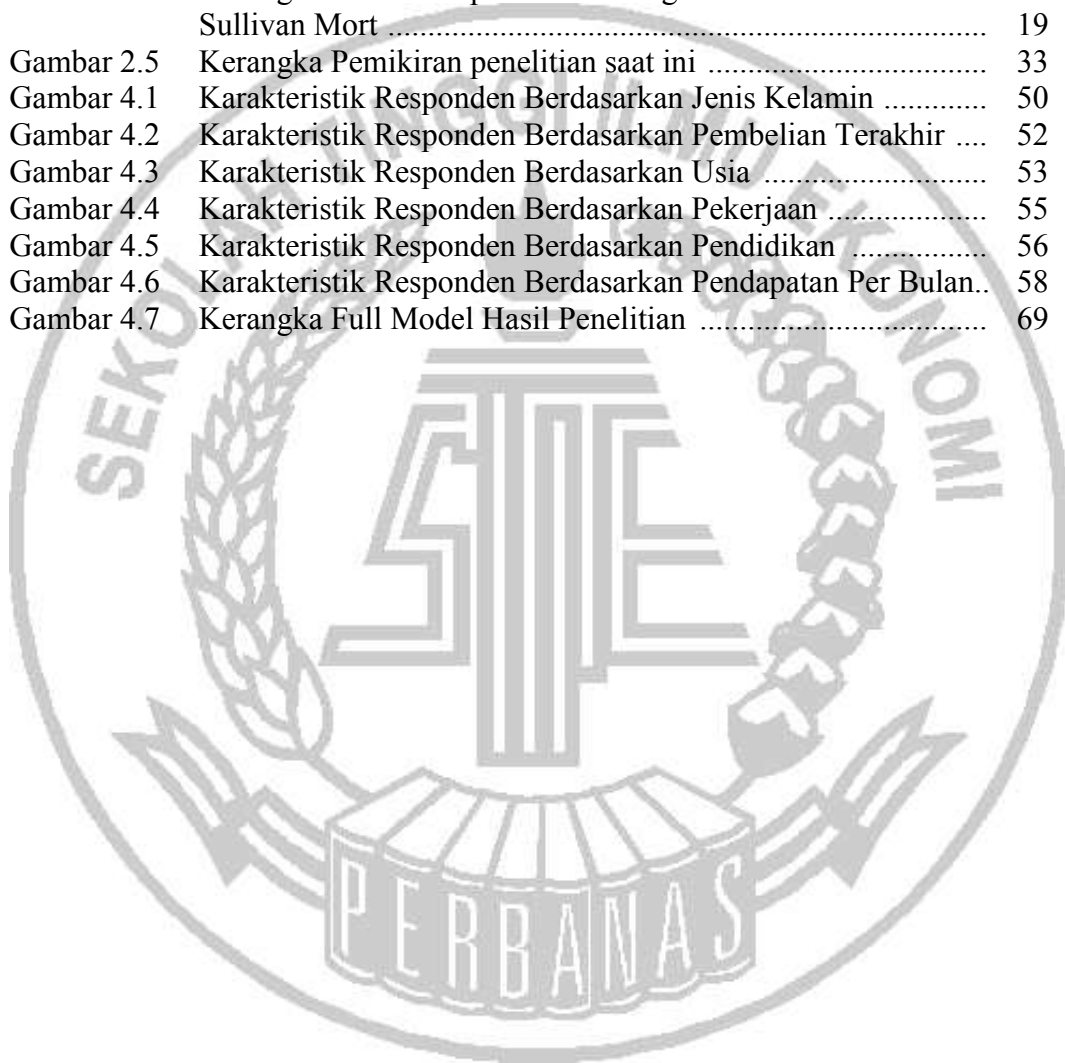 Sullivan Mort ........................................................................ 19
Gambar 2.5 Kerangka Pemikiran penelitian saat ini .................................. 33
Gambar 4.1 Karakteristik Responden Berdasarkan Jenis Kelamin ............. 50
Gambar 4.2 Karakteristik Responden Berdasarkan Pembelian Terakhir .... 52
Gambar 4.3 Karakteristik Responden Berdasarkan Usia ........................... 53
Gambar 4.4 Karakteristik Responden Berdasarkan Pekerjaan ................... 55
Gambar 4.5 Karakteristik Responden Berdasarkan Pendidikan ................ 56
Gambar 4.6 Karakteristik Responden Berdasarkan Pendapatan Per Bulan.. 58
Gambar 4.7 Kerangka Full Model Hasil Penelitian .................................. 69
SEKOLAH TINGGI ILMU EKONOMI
STIE
PERBANAS